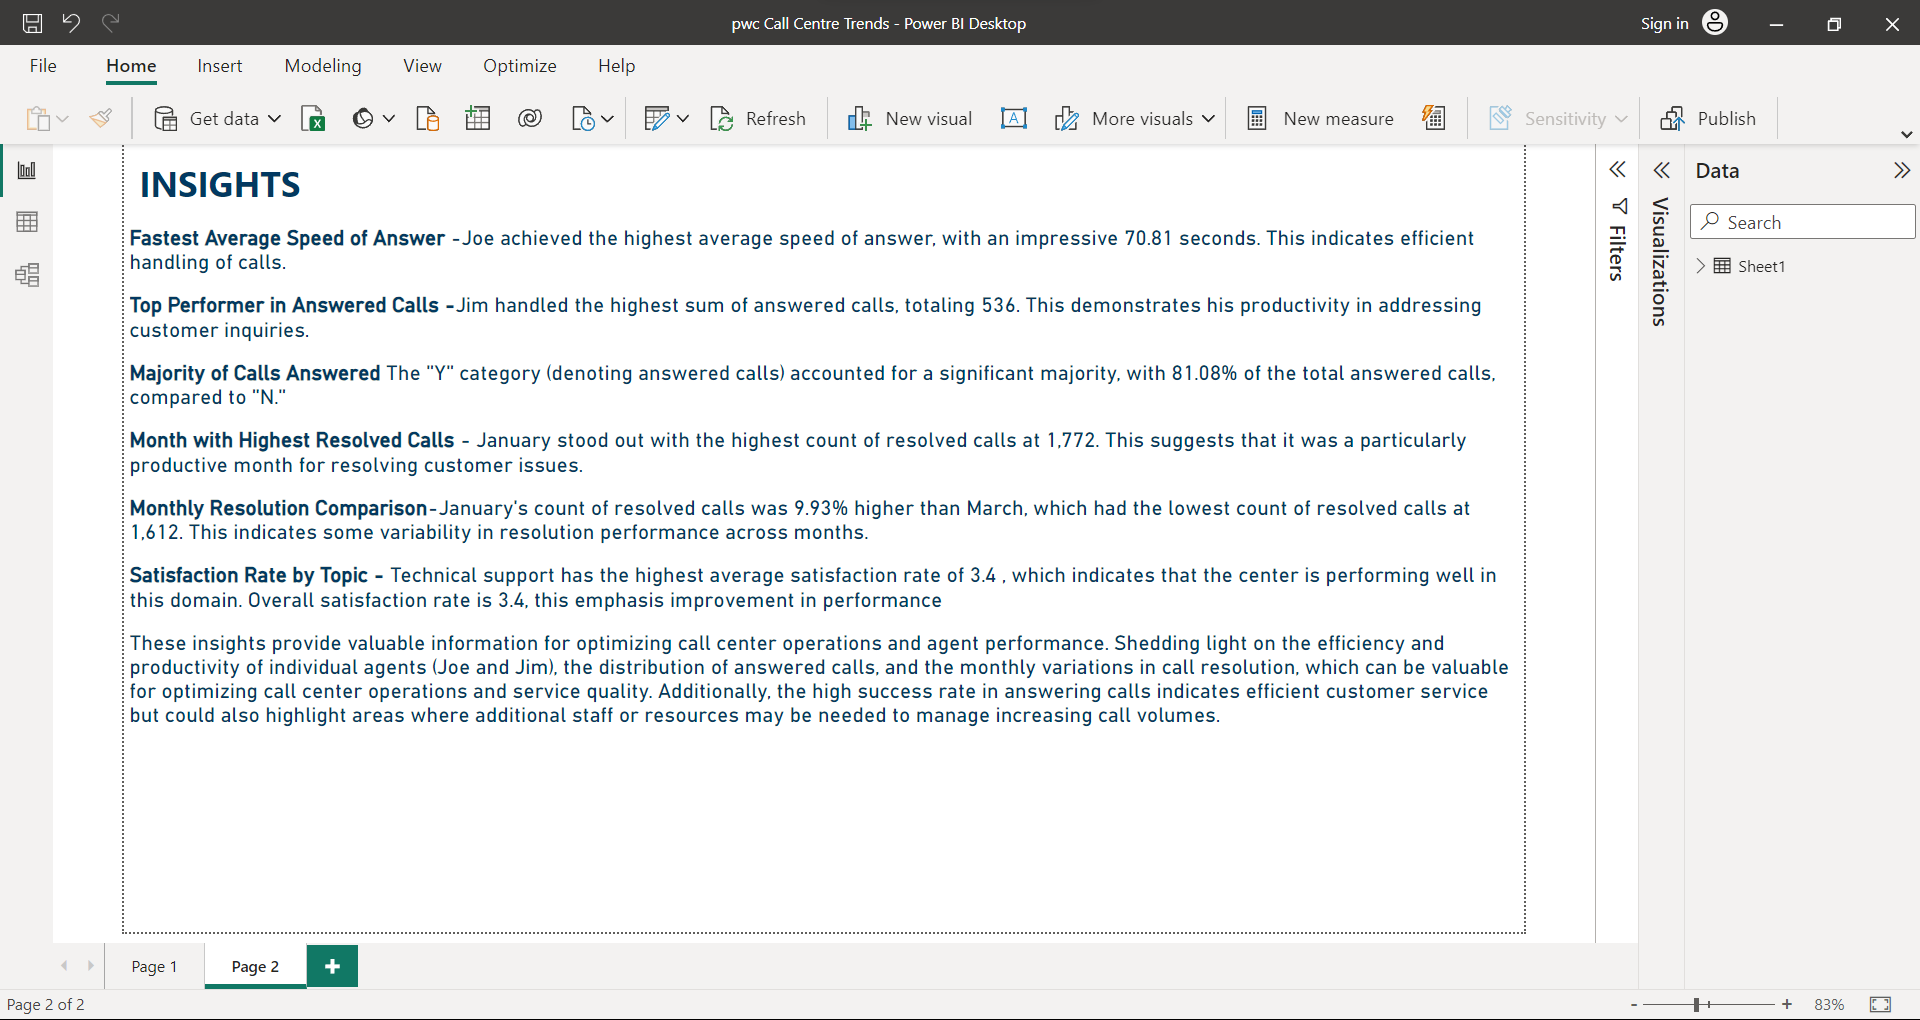 pwc Call Centre Trends - Power BI Desktop
Sign in
File Home Insert Modeling View Optimize Help
Get data Refresh New visual More visuals New measure Sensitivity Publish
INSIGHTS
Fastest Average Speed of Answer -Joe achieved the highest average speed of answer, with an impressive 70.81 seconds. This indicates efficient
handling of calls.
Top Performer in Answered Calls -Jim handled the highest sum of answered calls, totaling 536. This demonstrates his productivity in addressing
customer inquiries.
Majority of Calls Answered The "Y" category (denoting answered calls) accounted for a significant majority, with 81.08% of the total answered calls,
compared to "N."
Month with Highest Resolved Calls - January stood out with the highest count of resolved calls at 1,772. This suggests that it was a particularly
productive month for resolving customer issues.
Monthly Resolution Comparison-January's count of resolved calls was 9.93% higher than March, which had the lowest count of resolved calls at
1,612. This indicates some variability in resolution performance across months.
Satisfaction Rate by Topic - Technical support has the highest average satisfaction rate of 3.4 , which indicates that the center is performing well in
this domain. Overall satisfaction rate is 3.4, this emphasis improvement in performance
These insights provide valuable information for optimizing call center operations and agent performance. Shedding light on the efficiency and
productivity of individual agents (Joe and Jim), the distribution of answered calls, and the monthly variations in call resolution, which can be valuable
for optimizing call center operations and service quality. Additionally, the high success rate in answering calls indicates efficient customer service
but could also highlight areas where additional staff or resources may be needed to manage increasing call volumes.
Filters
Visualizations
Data
Search
Sheet1
Page 1 Page 2
Page 2 of 2
83%